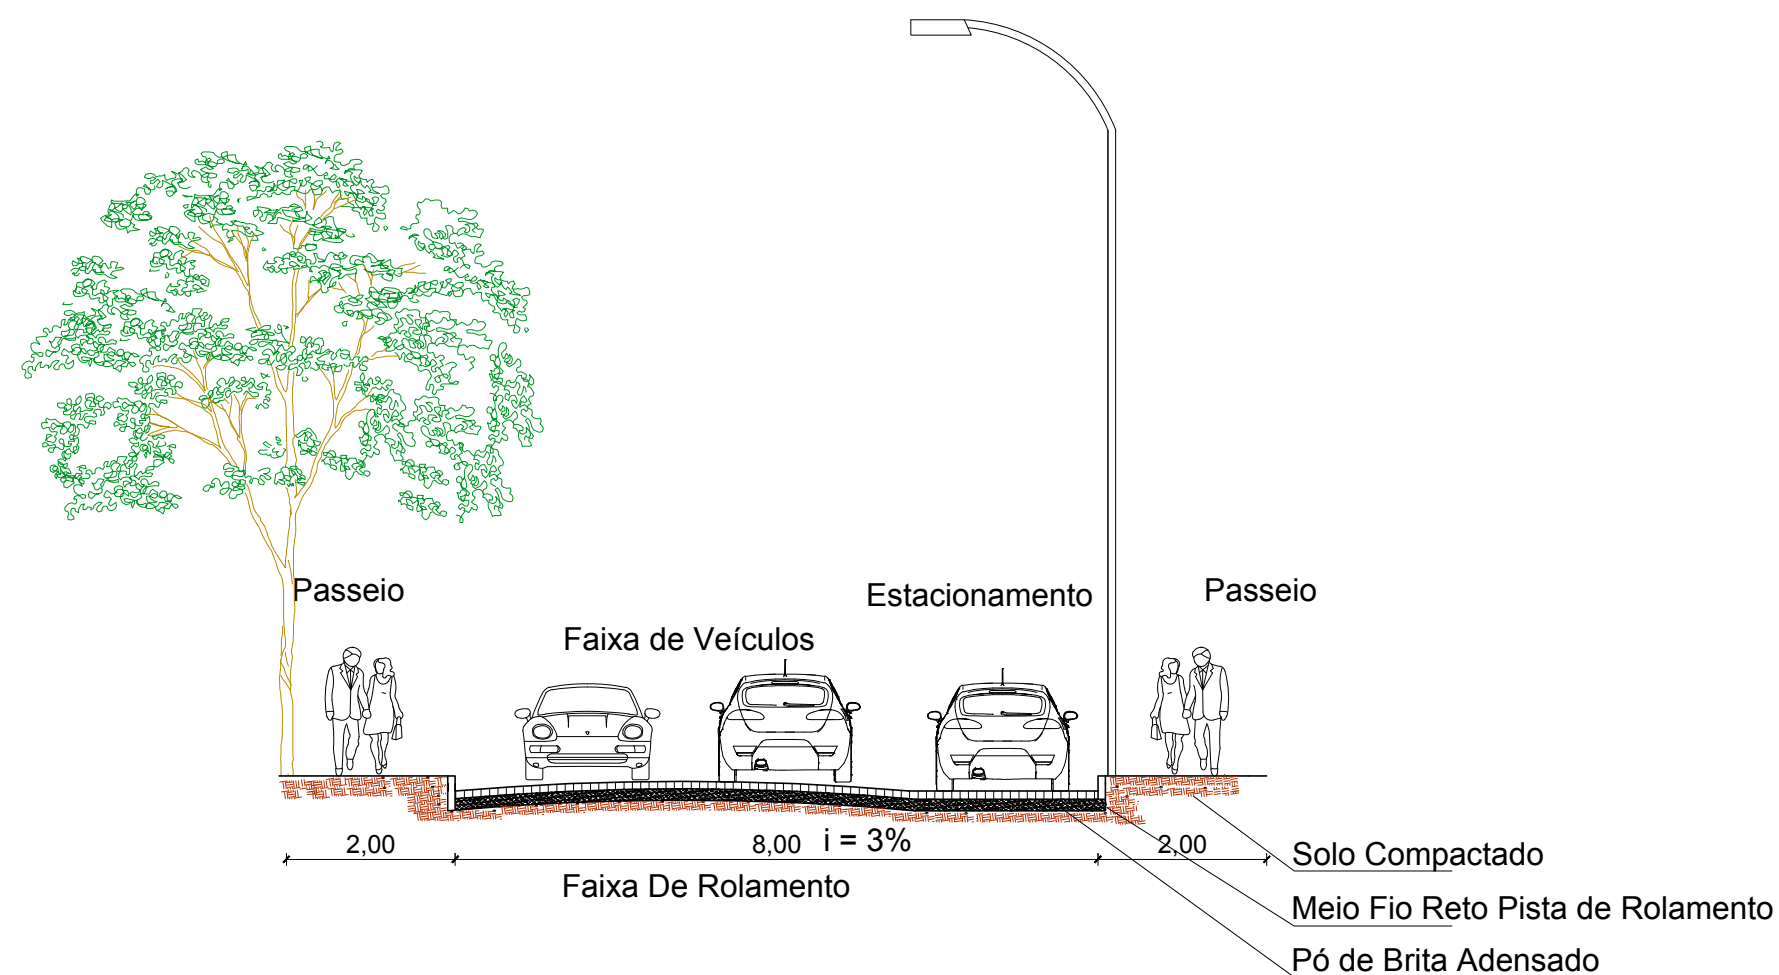 Passeio
Estacionamento
Passeio
Faixa de Veículos
2,00
8,00
i = 3%
2,00
Faixa De Rolamento
Solo Compactado
Meio Fio Reto Pista de Rolamento
Pó de Brita Adensado